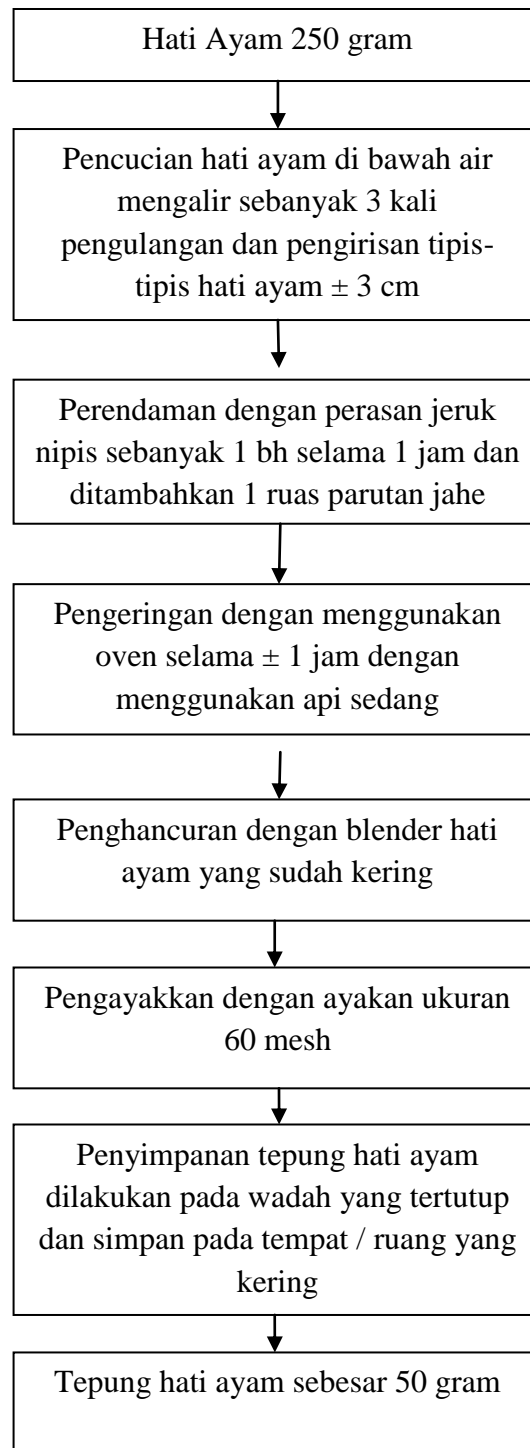 Hati Ayam 250 gram
Pencucian hati ayam di bawah air
mengalir sebanyak 3 kali
pengulangan dan pengirisan tipis-
tipis hati ayam ± 3 cm
Perendaman dengan perasan jeruk
nipis sebanyak 1 bh selama 1 jam dan
ditambahkan 1 ruas parutan jahe
Pengeringan dengan menggunakan
oven selama ± 1 jam dengan
menggunakan api sedang
Penghancuran dengan blender hati
ayam yang sudah kering
Pengayakkan dengan ayakan ukuran
60 mesh
Penyimpanan tepung hati ayam
dilakukan pada wadah yang tertutup
dan simpan pada tempat / ruang yang
kering
Tepung hati ayam sebesar 50 gram